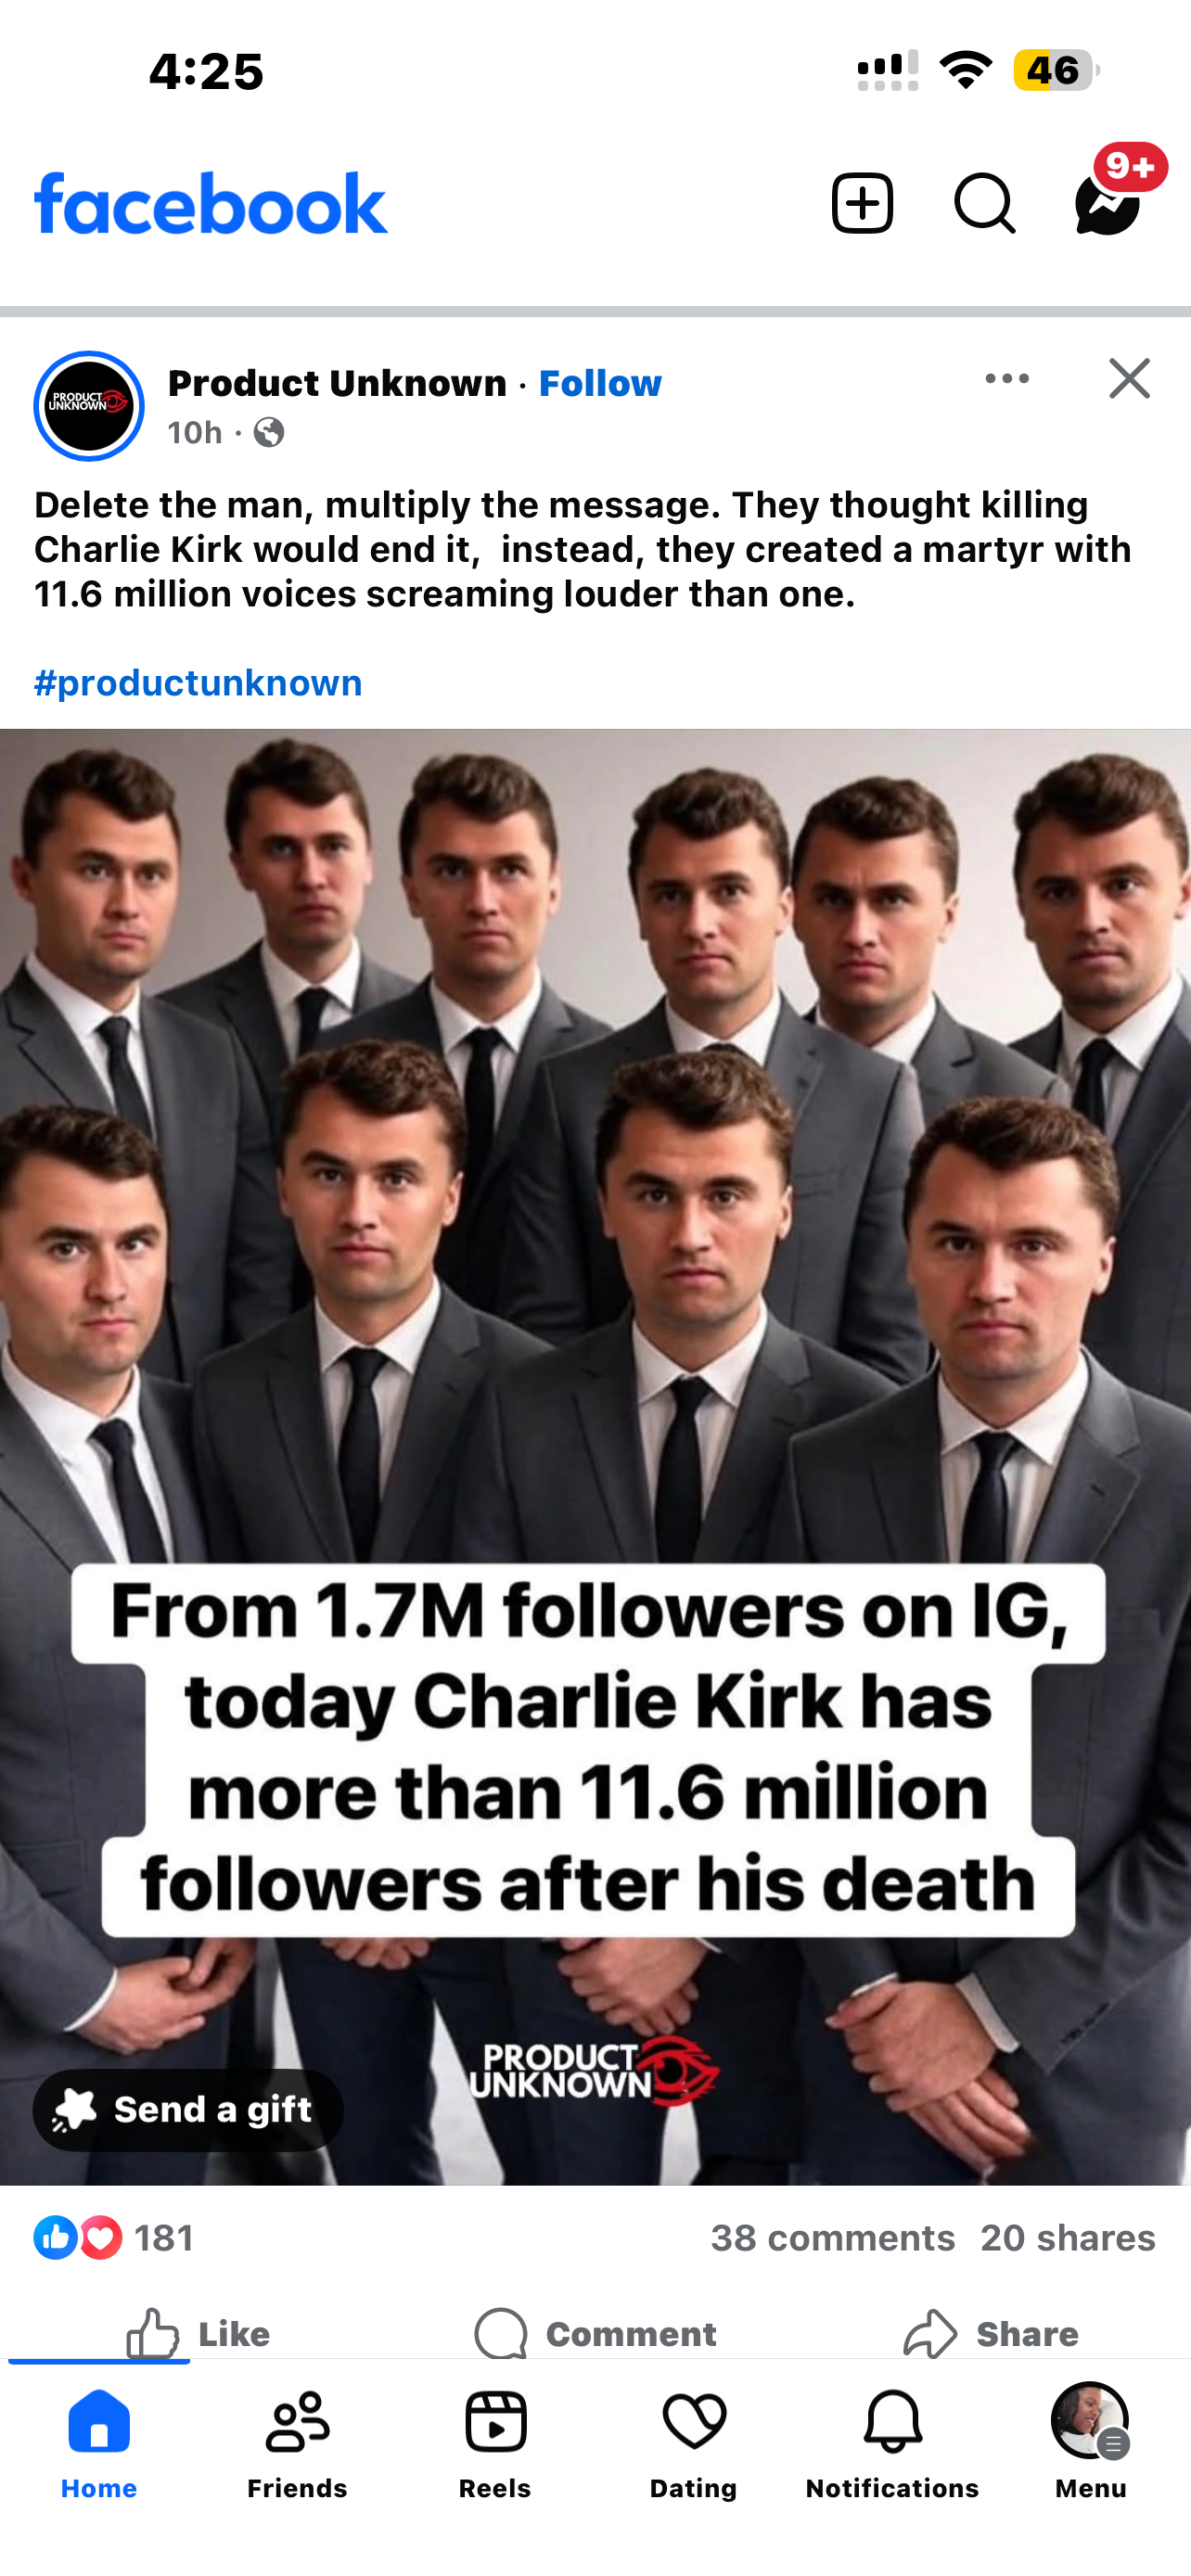 4:25
46
facebook
9+
PRODUCT
UNKNOWN
Product Unknown · Follow
10h ·
Delete the man, multiply the message. They thought killing
Charlie Kirk would end it,  instead, they created a martyr with
11.6 million voices screaming louder than one.
#productunknown
From 1.7M followers on IG,
today Charlie Kirk has
more than 11.6 million
followers after his death
PRODUCT
UNKNOWN
Send a gift
181
38 comments 20 shares
Like Comment Share
Home Friends Reels Dating Notifications Menu